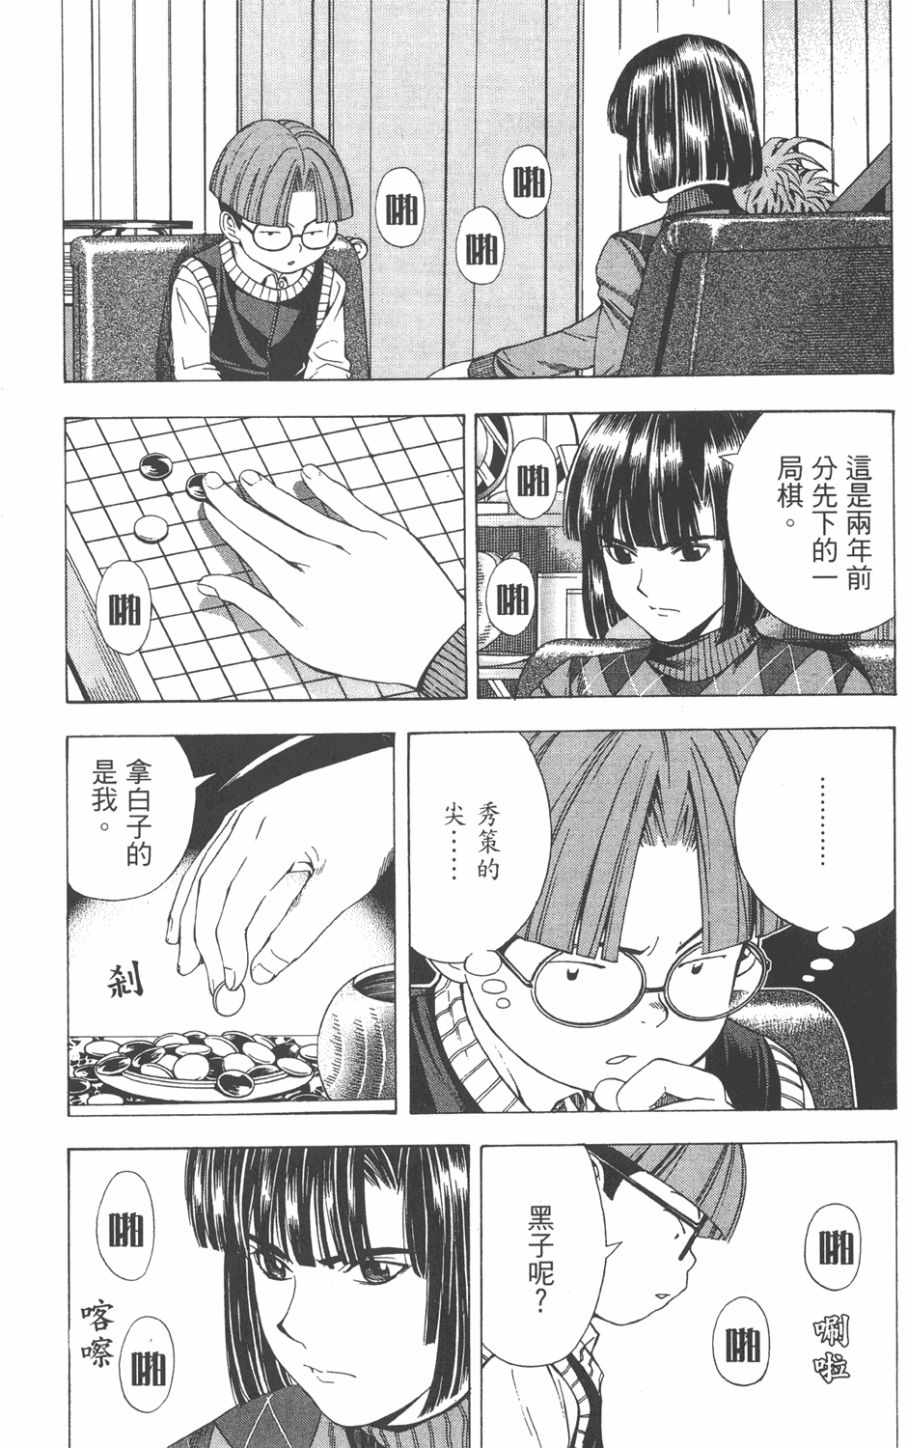 啪
啪
啪
這是兩年前
分先下的一
局棋。
啪
啪
啪
…………
秀策的
尖……
拿白子的
是我。
剎
啪
唰啦
啪
黑子呢？
啪
喀嚓
啪